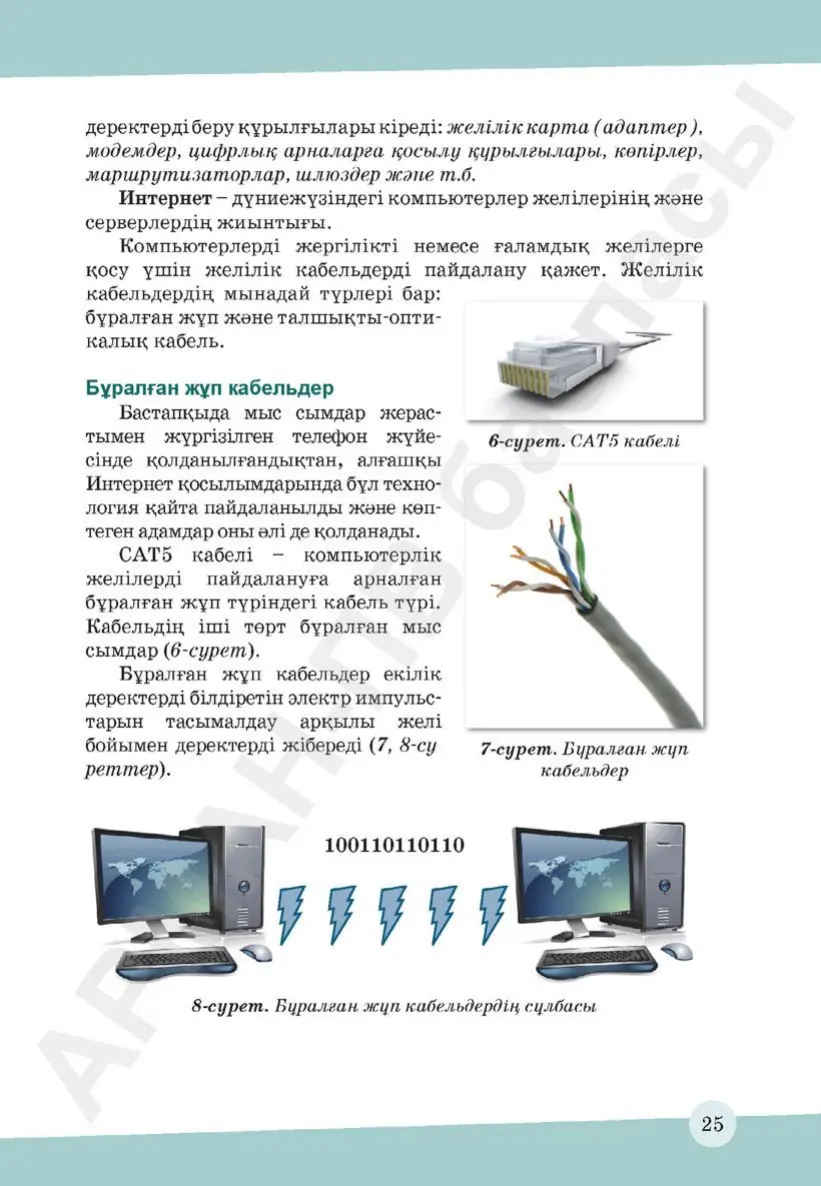 деректерді беру құрылғылары кіреді: желілік карта (адаптер),
модемдер, цифрлық арналарға қосылу құрылғылары, көпірлер,
маршрутизаторлар, шлюздер және т.б.
Интернет – дүниежүзіндегі компьютерлер желілерінің және
серверлердің жиынтығы.
Компьютерлерді жергілікті немесе ғаламдық желілерге
қосу үшін желілік кабельдерді пайдалану қажет. Желілік
кабельдердің мынадай түрлері бар:
бұралған жұп және талшықты-опти-
калық кабель.
Бұралған жұп кабельдер
Бастапқыда мыс сымдар жерас-
тымен жүргізілген телефон жүйе-
сінде қолданылғандықтан, алғашқы
Интернет қосылымдарында бұл техно-
логия қайта пайдаланылды және көп-
теген адамдар оны әлі де қолданады.
САТ5 кабелі – компьютерлік
желілерді пайдалануға арналған
бұралған жұп түріндегі кабель түрі.
Кабельдің іші төрт бұралған мыс
сымдар (6-сурет).
Бұралған жұп кабельдер екілік
деректерді білдіретін электр импульс-
тарын тасымалдау арқылы желі
бойымен деректерді жібереді (7, 8-су
реттер).
6-сурет. САТ5 кабелі
7-сурет. Бұралған жұп
кабельдер
100110110110
8-сурет. Бұралған жұп кабельдердің сұлбасы
25
АРМАН-ПВ баспасы